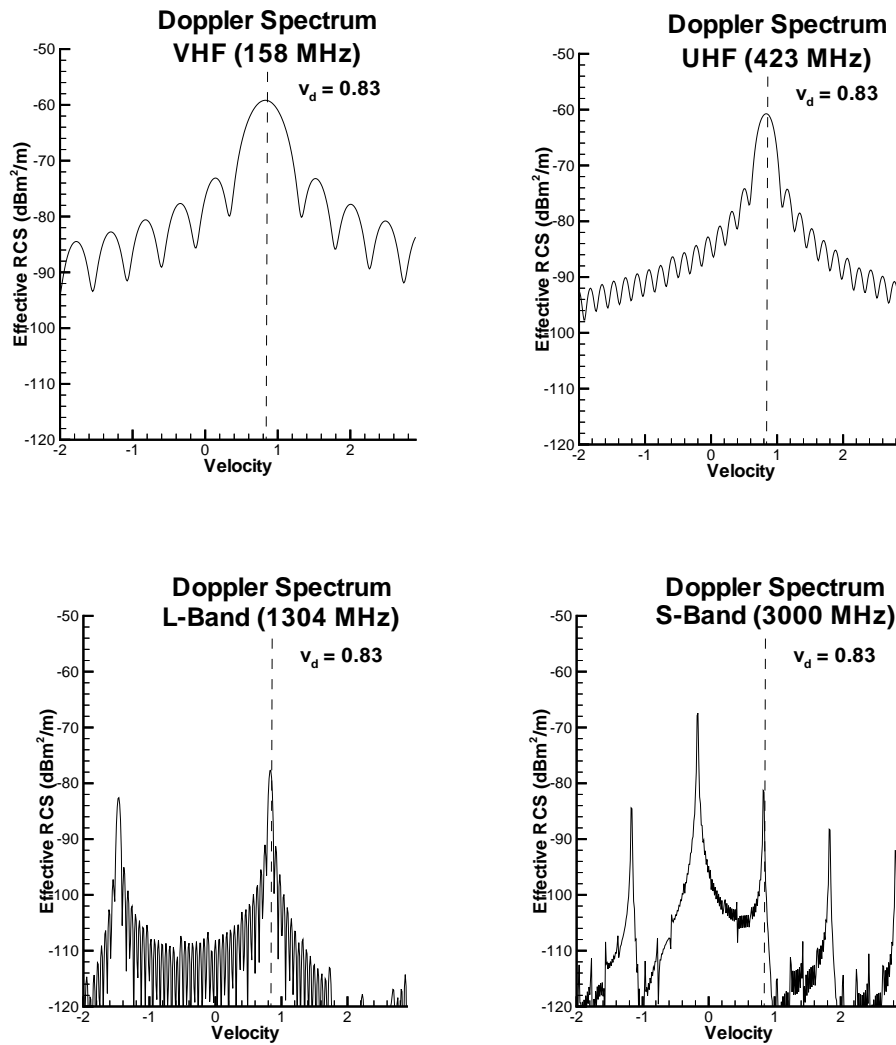 Doppler Spectrum
VHF (158 MHz)
v_d = 0.83
Effective RCS (dBm²/m)
-50
-60
-70
-80
-90
-100
-110
-120
-2
-1
0
1
2
Velocity
Doppler Spectrum
UHF (423 MHz)
v_d = 0.83
Effective RCS (dBm²/m)
-50
-60
-70
-80
-90
-100
-110
-120
-2
-1
0
1
2
Velocity
Doppler Spectrum
L-Band (1304 MHz)
v_d = 0.83
Effective RCS (dBm²/m)
-50
-60
-70
-80
-90
-100
-110
-120
-2
-1
0
1
2
Velocity
Doppler Spectrum
S-Band (3000 MHz)
v_d = 0.83
Effective RCS (dBm²/m)
-50
-60
-70
-80
-90
-100
-110
-120
-2
-1
0
1
2
Velocity